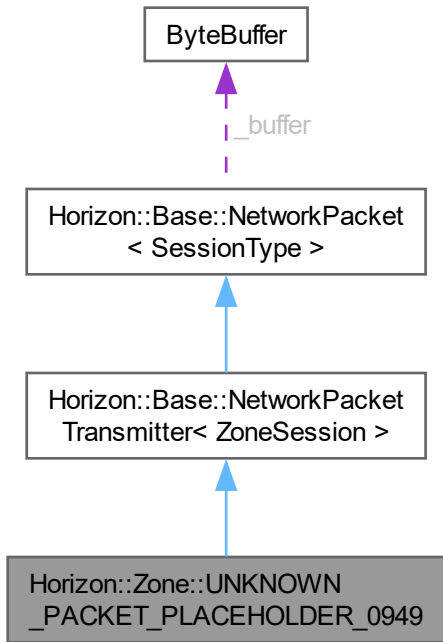 ByteBuffer
_buffer
Horizon::Base::NetworkPacket
< SessionType >
Horizon::Base::NetworkPacket
Transmitter< ZoneSession >
Horizon::Zone::UNKNOWN
_PACKET_PLACEHOLDER_0949